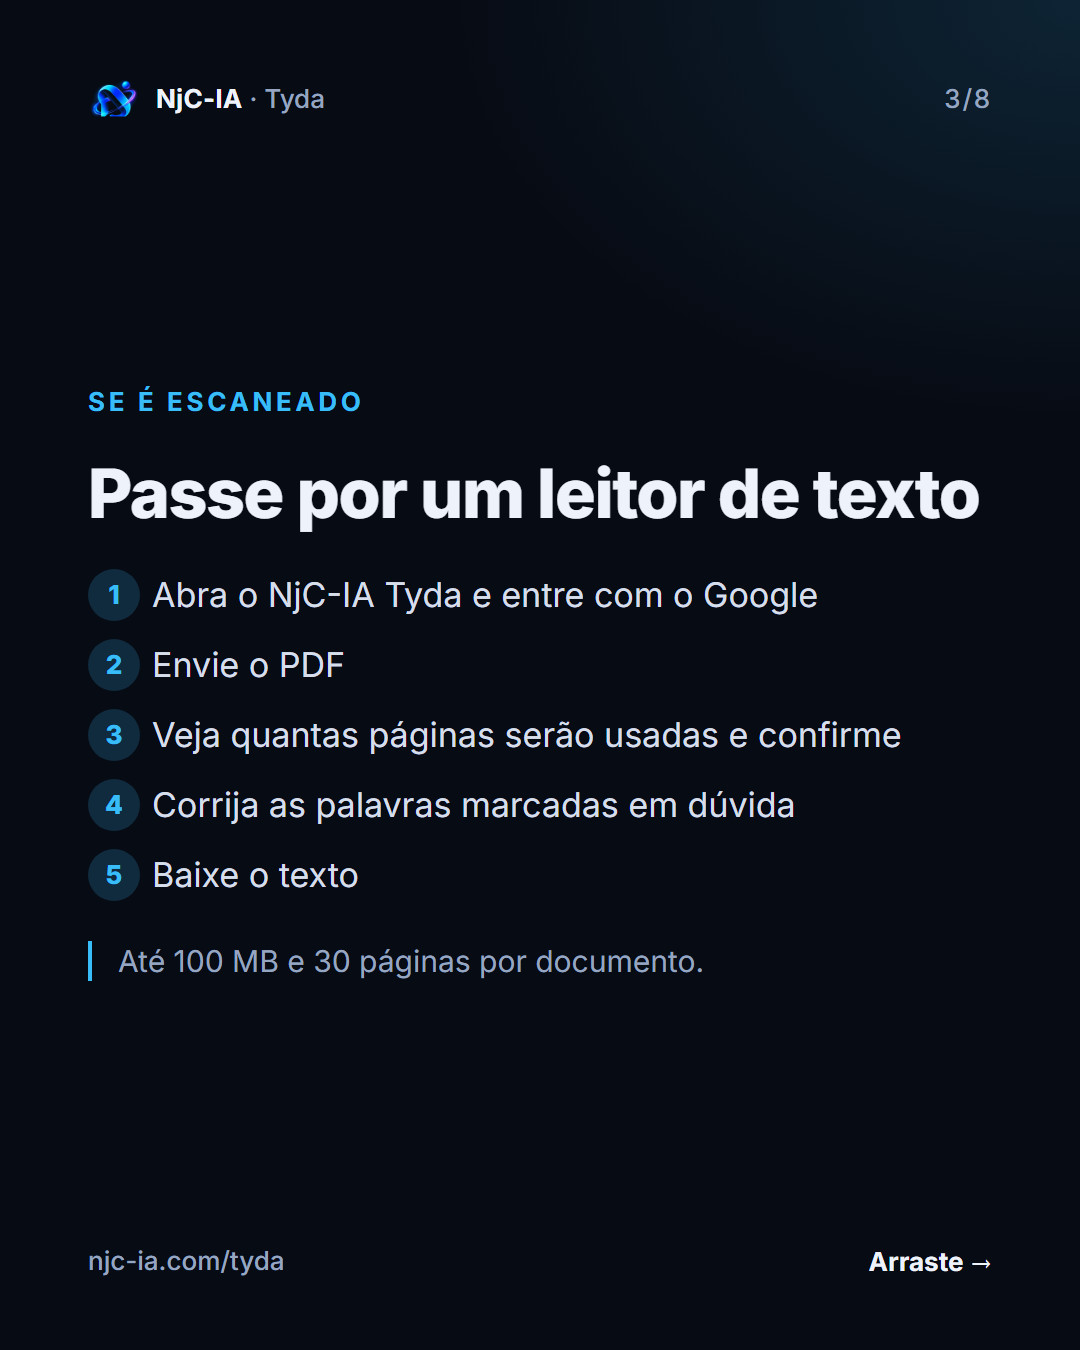 NjC-IA · Tyda
3/8
SE É ESCANEADO
Passe por um leitor de texto
1 Abra o NjC-IA Tyda e entre com o Google
2 Envie o PDF
3 Veja quantas páginas serão usadas e confirme
4 Corrija as palavras marcadas em dúvida
5 Baixe o texto
Até 100 MB e 30 páginas por documento.
njc-ia.com/tyda
Arraste →